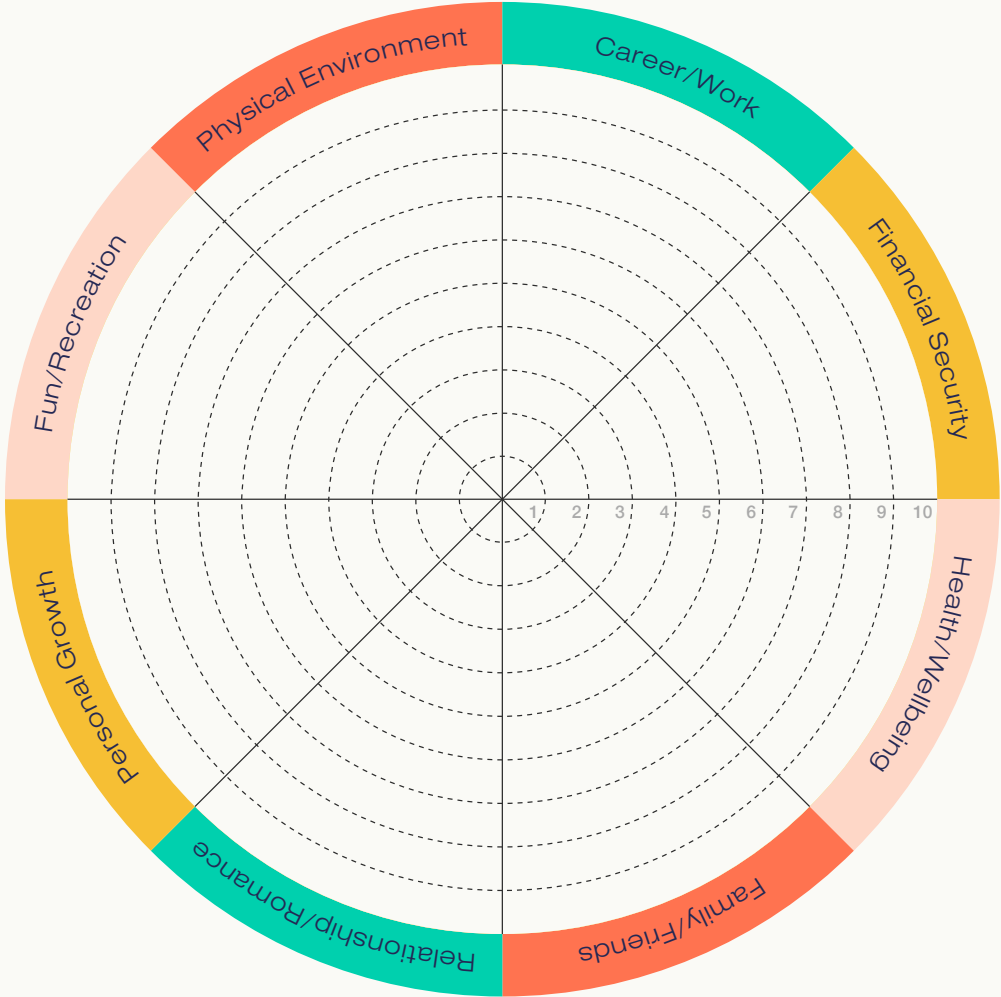 Physical Environment
Career/Work
Financial Security
Health/Wellbeing
Family/Friends
Relationship/Romance
Personal Growth
Fun/Recreation
1 2 3 4 5 6 7 8 9 10